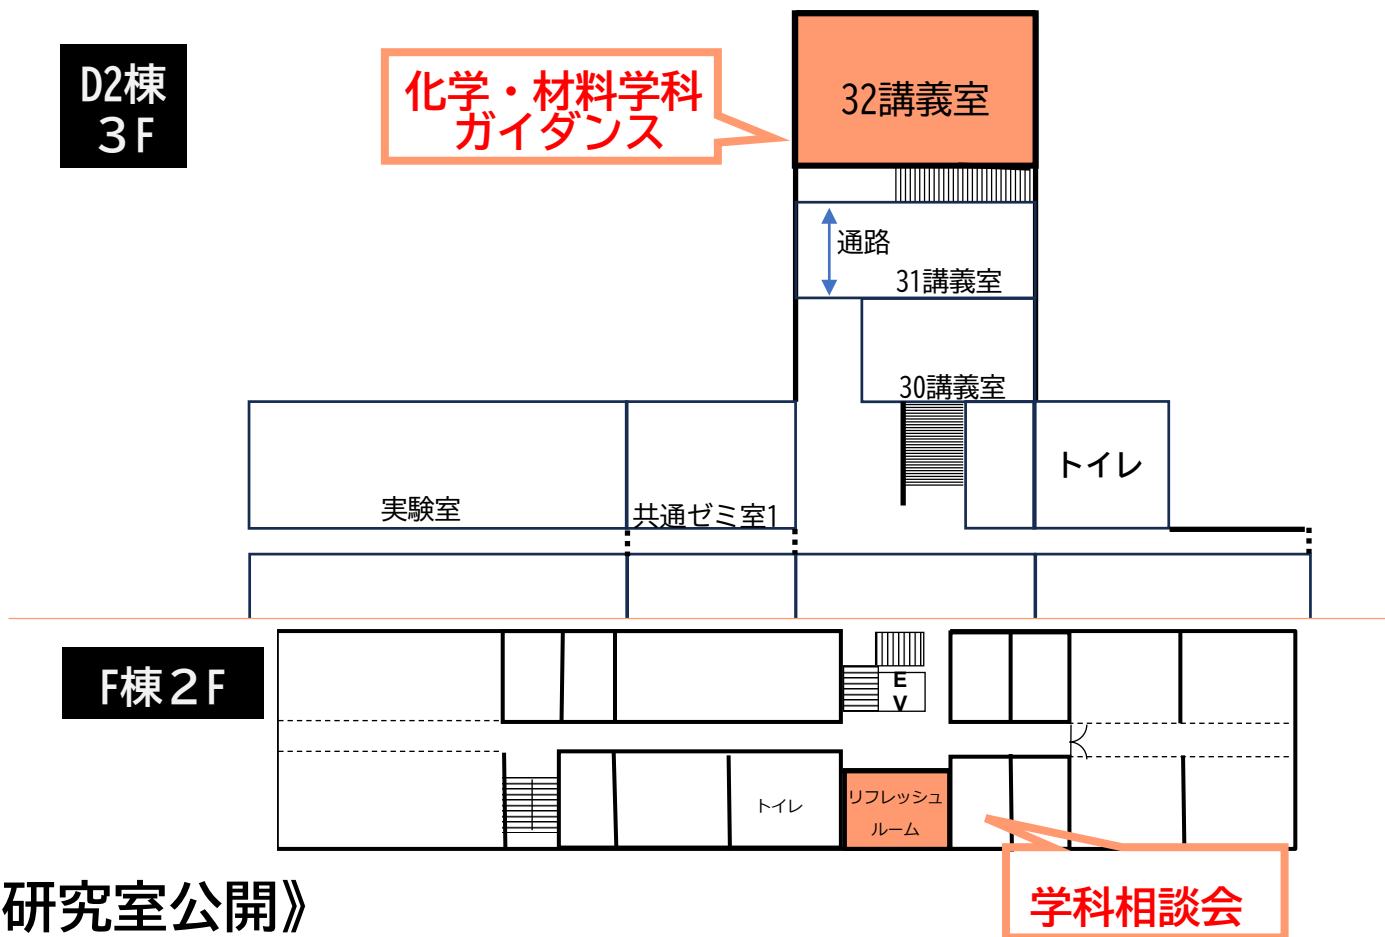 D2棟
３F
化学・材料学科
ガイダンス
32講義室
通路
31講義室
30講義室
トイレ
実験室
共通ゼミ室1
F棟２F
E
V
トイレ
リフレッシュ
ルーム
学科相談会
研究室公開》